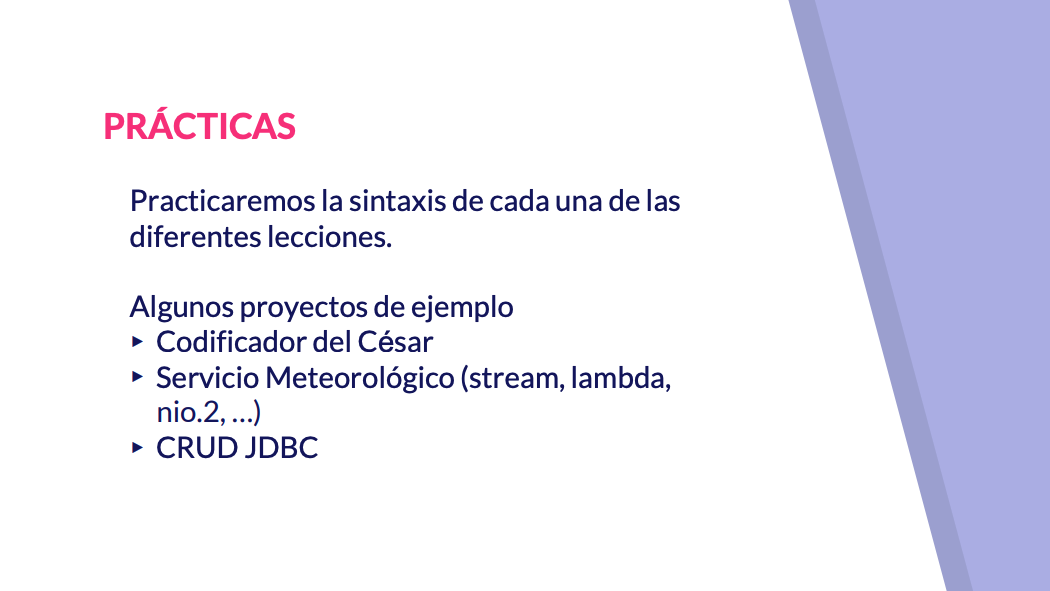 PRÁCTICAS
Practicaremos la sintaxis de cada una de las
diferentes lecciones.
Algunos proyectos de ejemplo
▸ Codificador del César
▸ Servicio Meteorológico (stream, lambda,
nio.2, …)
▸ CRUD JDBC